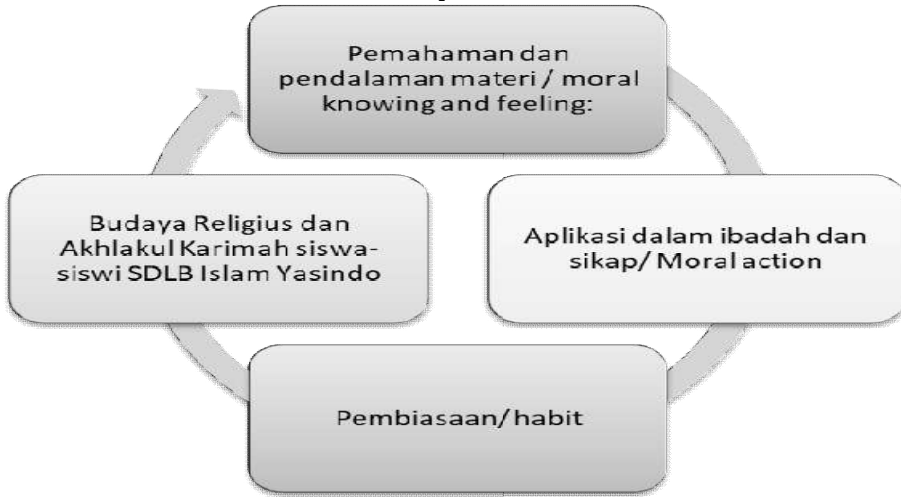 Pemahaman dan
pendalaman materi / moral
knowing and feeling:
Aplikasi dalam ibadah dan
sikap/ Moral action
Pembiasaan/ habit
Budaya Religius dan
Akhlakul Karimah siswa-
siswi SDLB Islam Yasindo